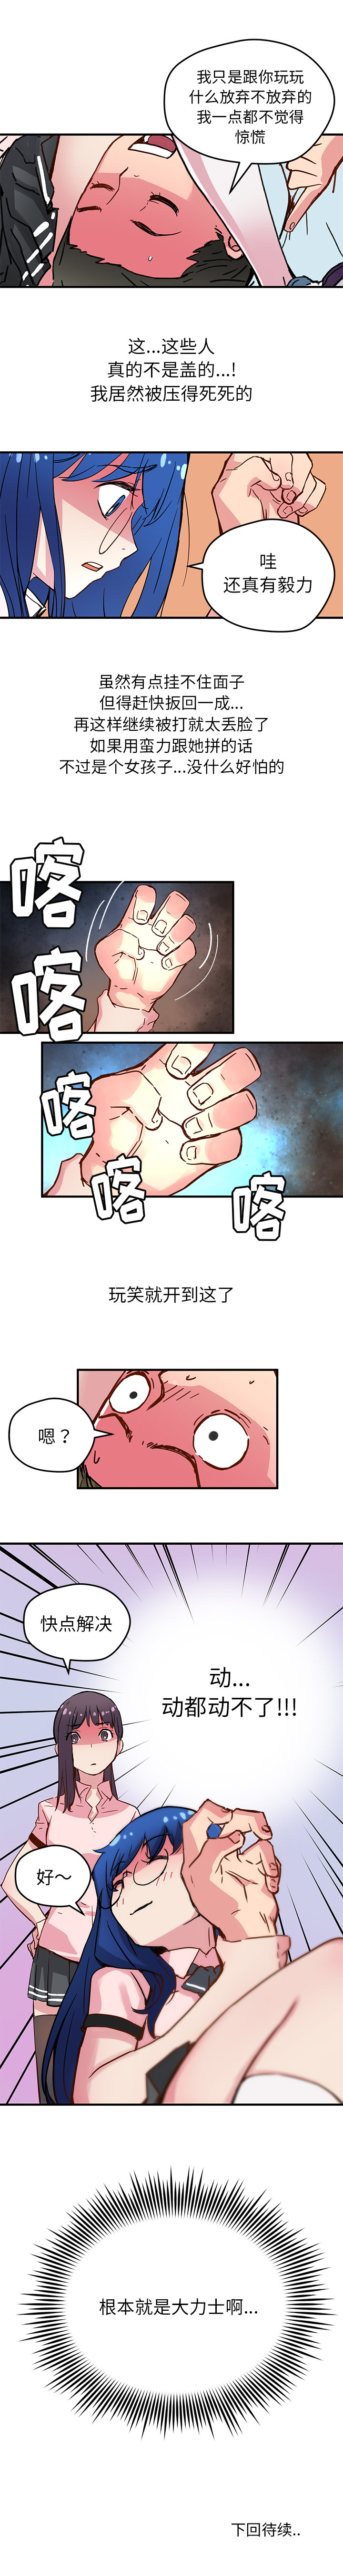 我只是跟你玩玩
什么放弃不放弃的
我一点都不觉得
惊慌
这...这些人
真的不是盖的...!
我居然被压得死死的
哇
还真有毅力
虽然有点挂不住面子
但得赶快扳回一成...
再这样继续被打就太丢脸了
如果用蛮力跟她拼的话
不过是个女孩子...没什么好怕的
喀
喀
喀
喀
喀
玩笑就开到这了
嗯？
快点解决
动...
动都动不了!!!
好～
根本就是大力士啊...
下回待续..